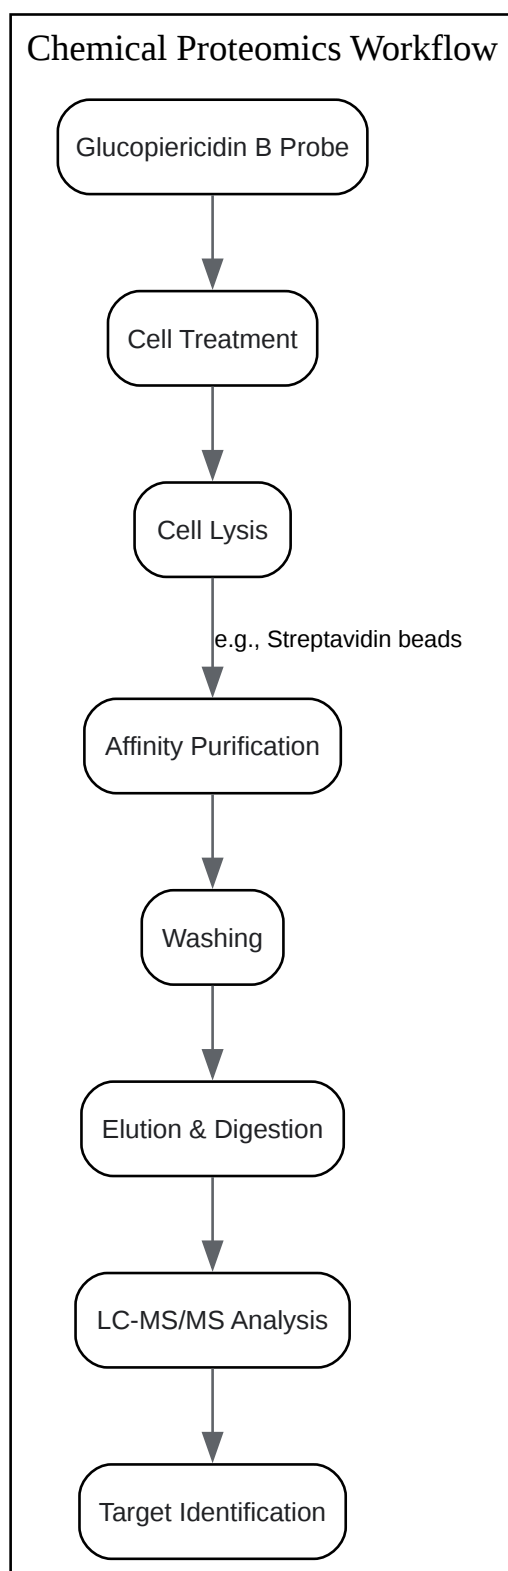 Chemical Proteomics Workflow
Glucopiericidin B Probe
Cell Treatment
Cell Lysis
e.g., Streptavidin beads
Affinity Purification
Washing
Elution & Digestion
LC-MS/MS Analysis
Target Identification